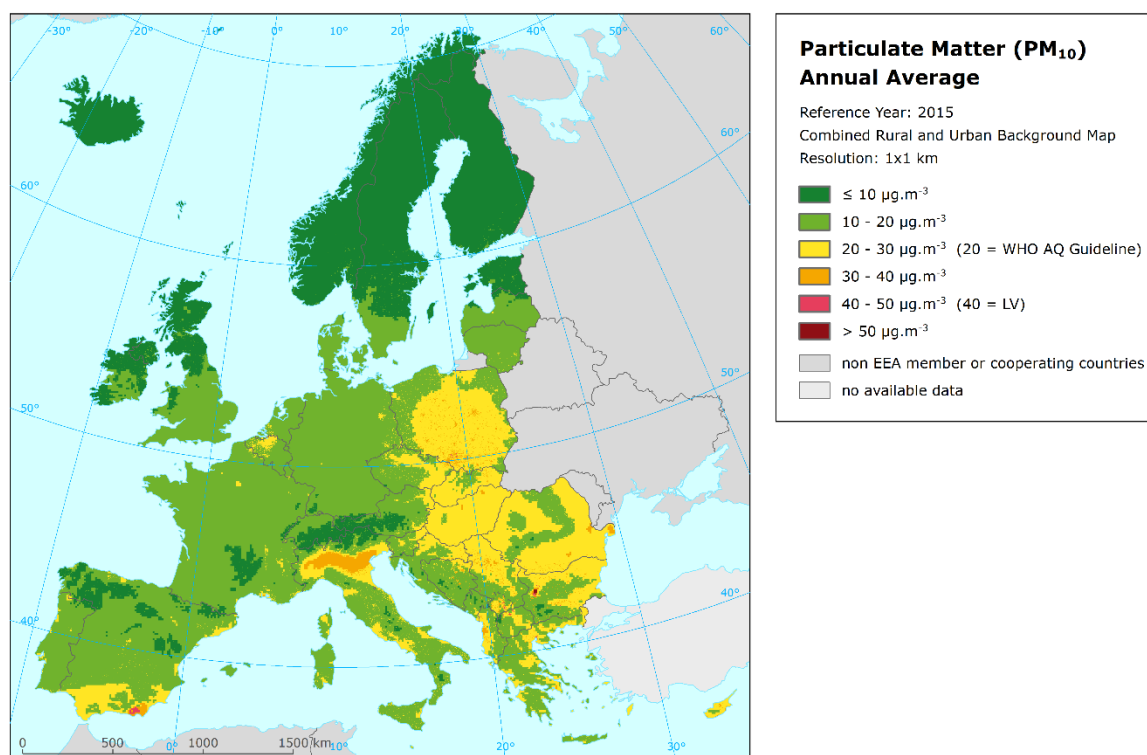 -30°
-20°
-10°
0°
10°
20°
30°
40°
50°
60°
60°
60°
50°
50°
40°
40°
0
500
1000
1500 km
0°
10°
20°
30°
Particulate Matter (PM₁₀)
Annual Average
Reference Year: 2015
Combined Rural and Urban Background Map
Resolution: 1x1 km
≤ 10 µg.m⁻³
10 - 20 µg.m⁻³
20 - 30 µg.m⁻³ (20 = WHO AQ Guideline)
30 - 40 µg.m⁻³
40 - 50 µg.m⁻³ (40 = LV)
> 50 µg.m⁻³
non EEA member or cooperating countries
no available data